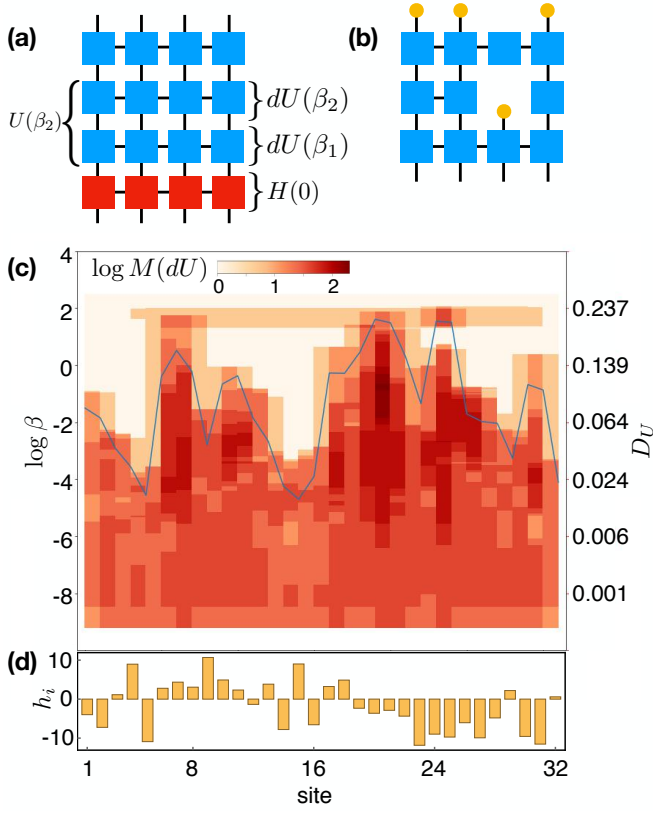 (a)
(b)
U(β₂)
dU(β₂)
dU(β₁)
H(0)
(c)
log M(dU)
0 1 2
4
2
0
-2
-4
-6
-8
log β
0.237
0.139
0.064
0.024
0.006
0.001
D_U
(d)
10
0
-10
h_i
1 8 16 24 32
site